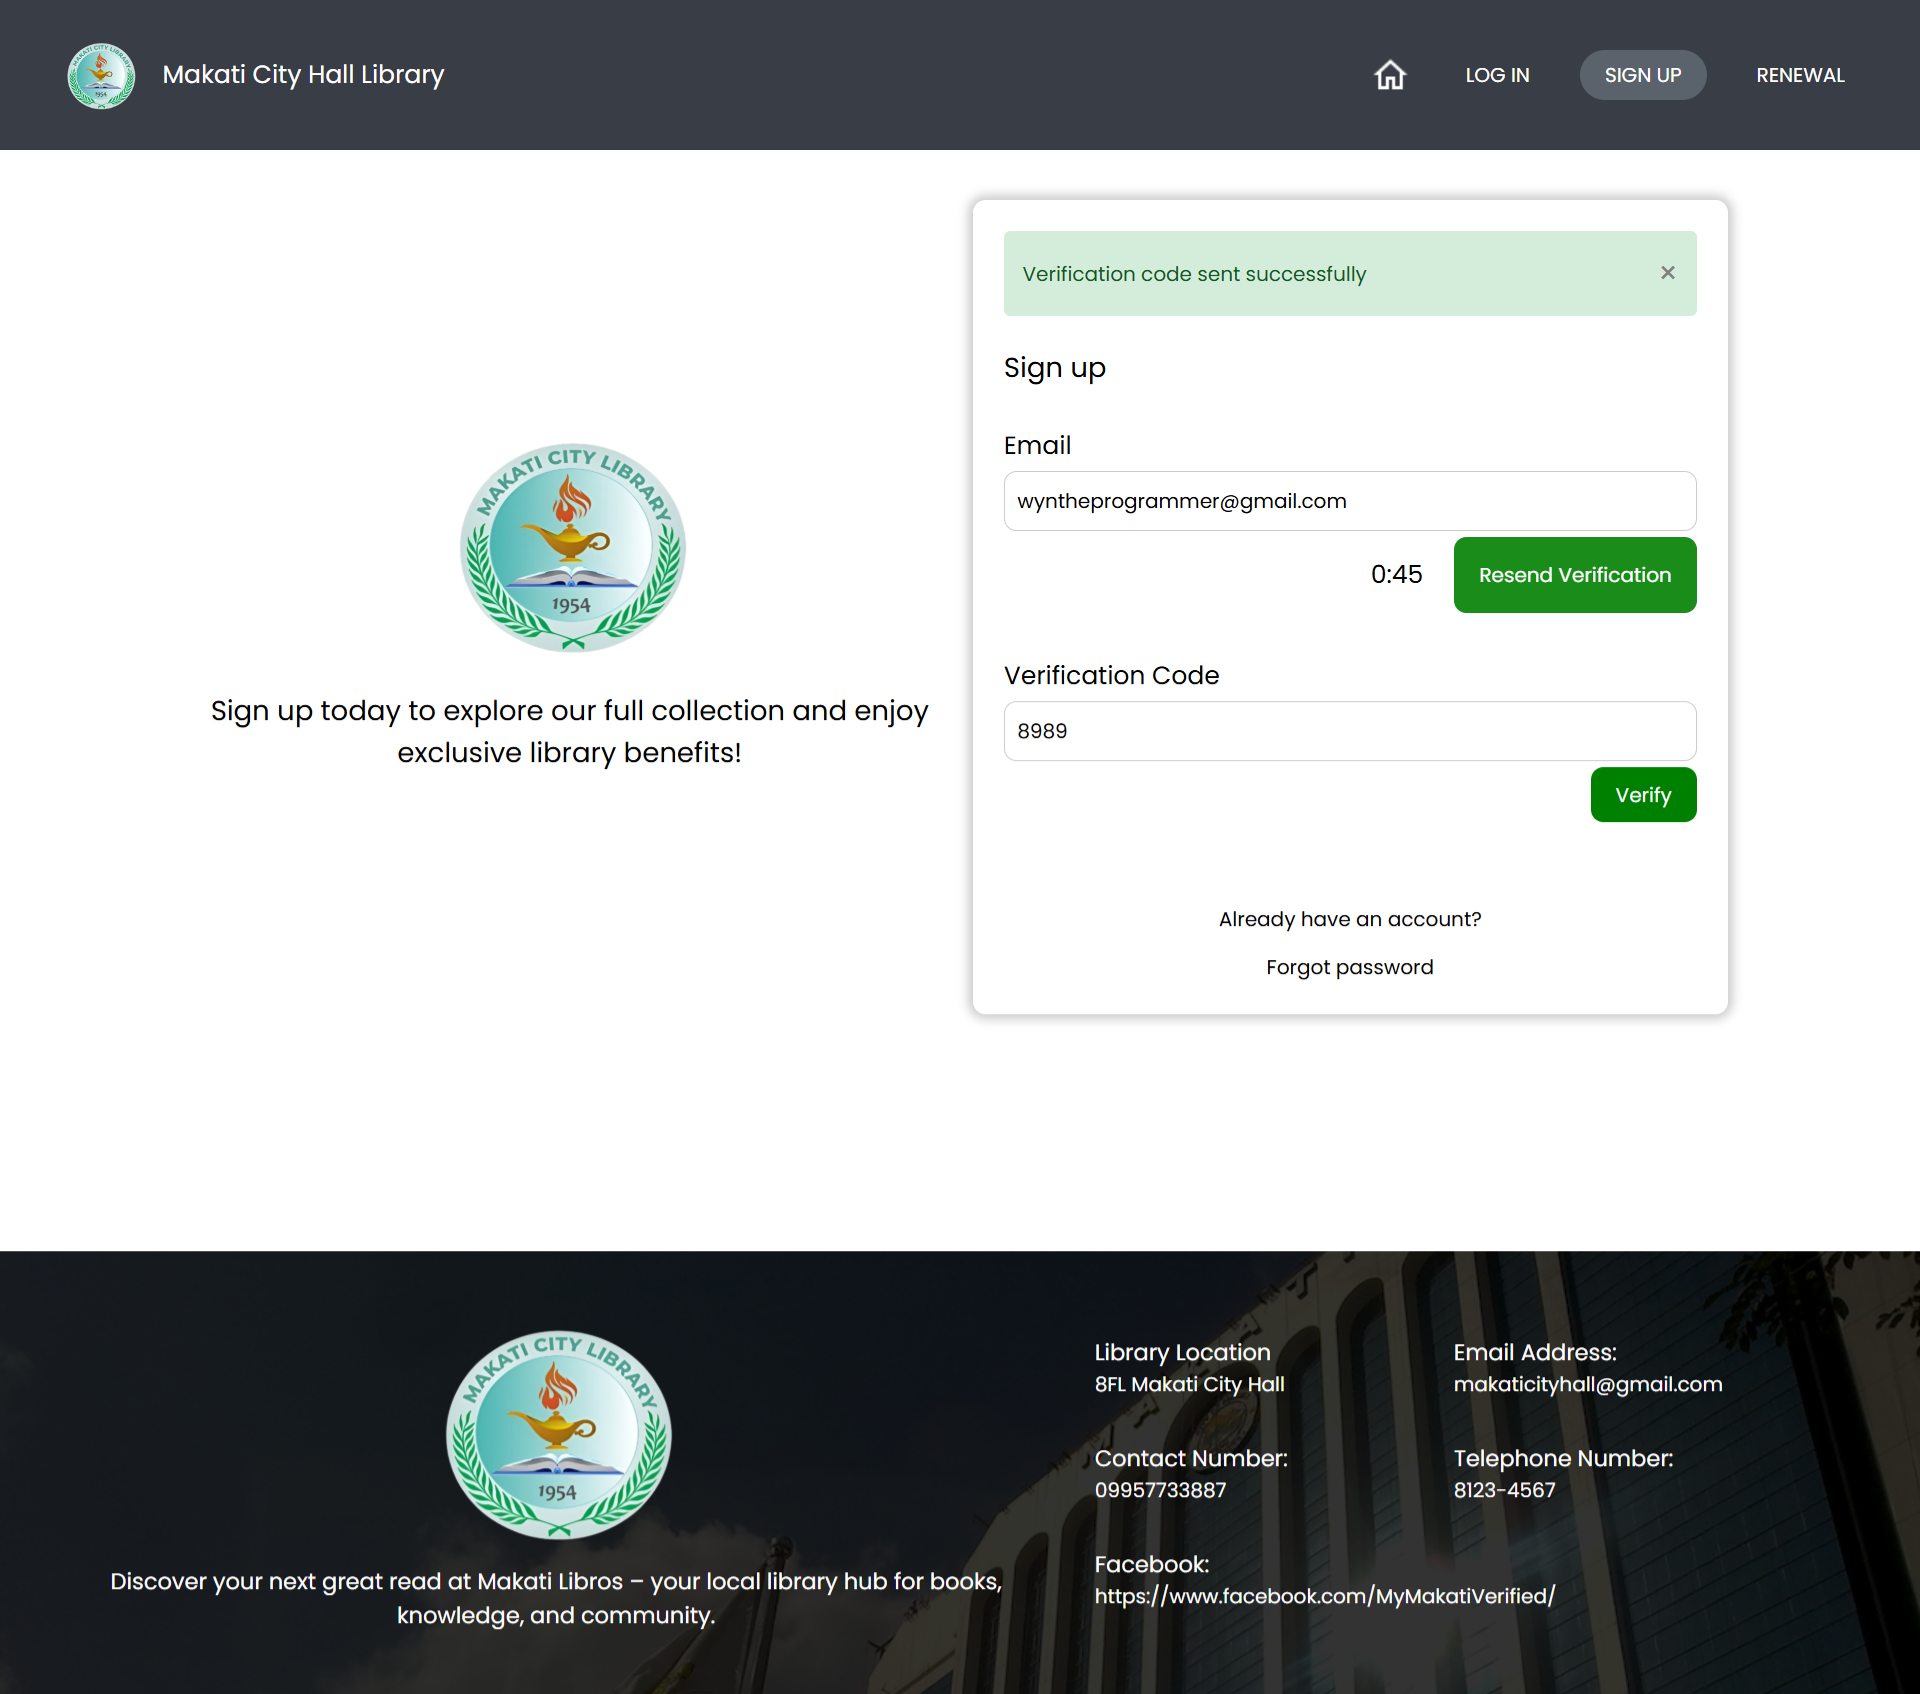 MAKATI CITY LIBRARY
1954
Makati City Hall Library
LOG IN
SIGN UP
RENEWAL
Verification code sent successfully
×
Sign up
Email
wyntheprogrammer@gmail.com
0:45
Resend Verification
Verification Code
8989
Verify
Already have an account?
Forgot password
MAKATI CITY LIBRARY
1954
Sign up today to explore our full collection and enjoy
exclusive library benefits!
MAKATI CITY LIBRARY
1954
Discover your next great read at Makati Libros – your local library hub for books,
knowledge, and community.
Library Location
8FL Makati City Hall
Email Address:
makaticityhall@gmail.com
Contact Number:
09957733887
Telephone Number:
8123-4567
Facebook:
https://www.facebook.com/MyMakatiVerified/